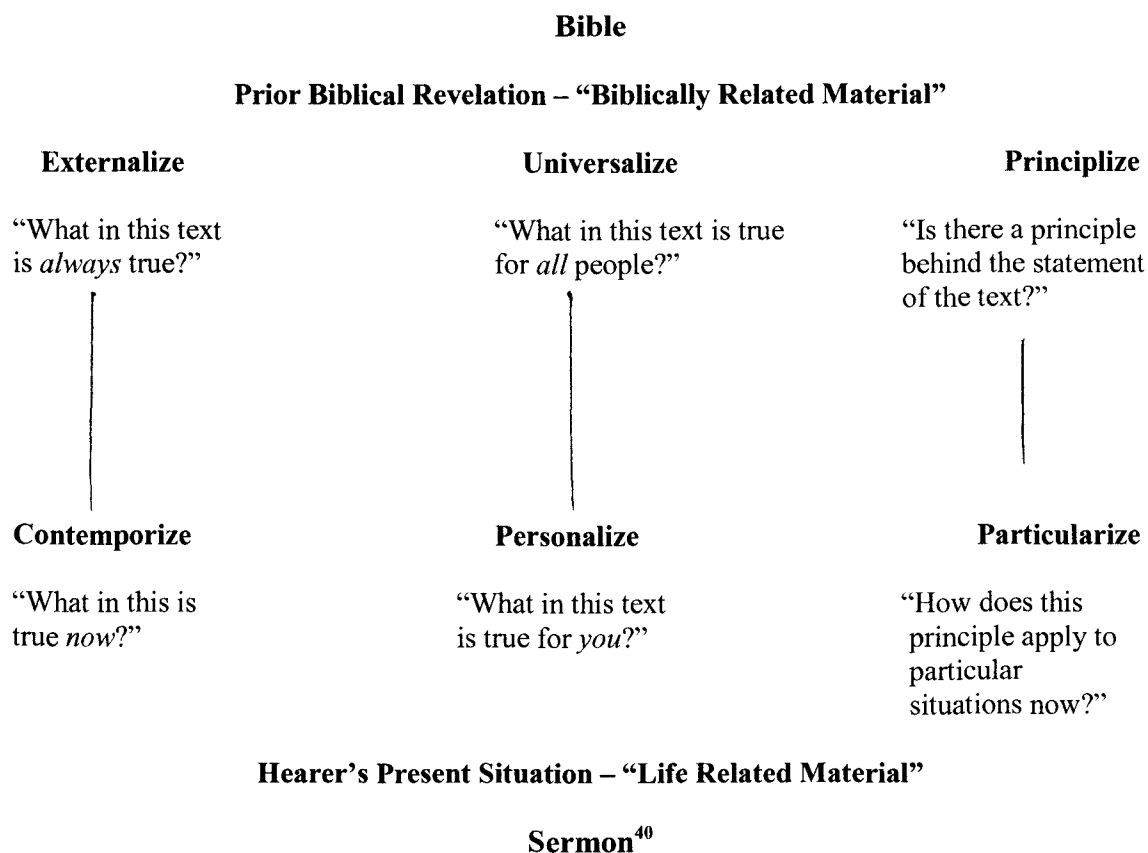 Bible
Prior Biblical Revelation – “Biblically Related Material”
Externalize
Universalize
Principlize
“What in this text
is always true?”
“What in this text is true
for all people?”
“Is there a principle
behind the statement
of the text?”
Contemporize
Personalize
Particularize
“What in this is
true now?”
“What in this text
is true for you?”
“How does this
principle apply to
particular
situations now?”
Hearer’s Present Situation – “Life Related Material”
Sermon40